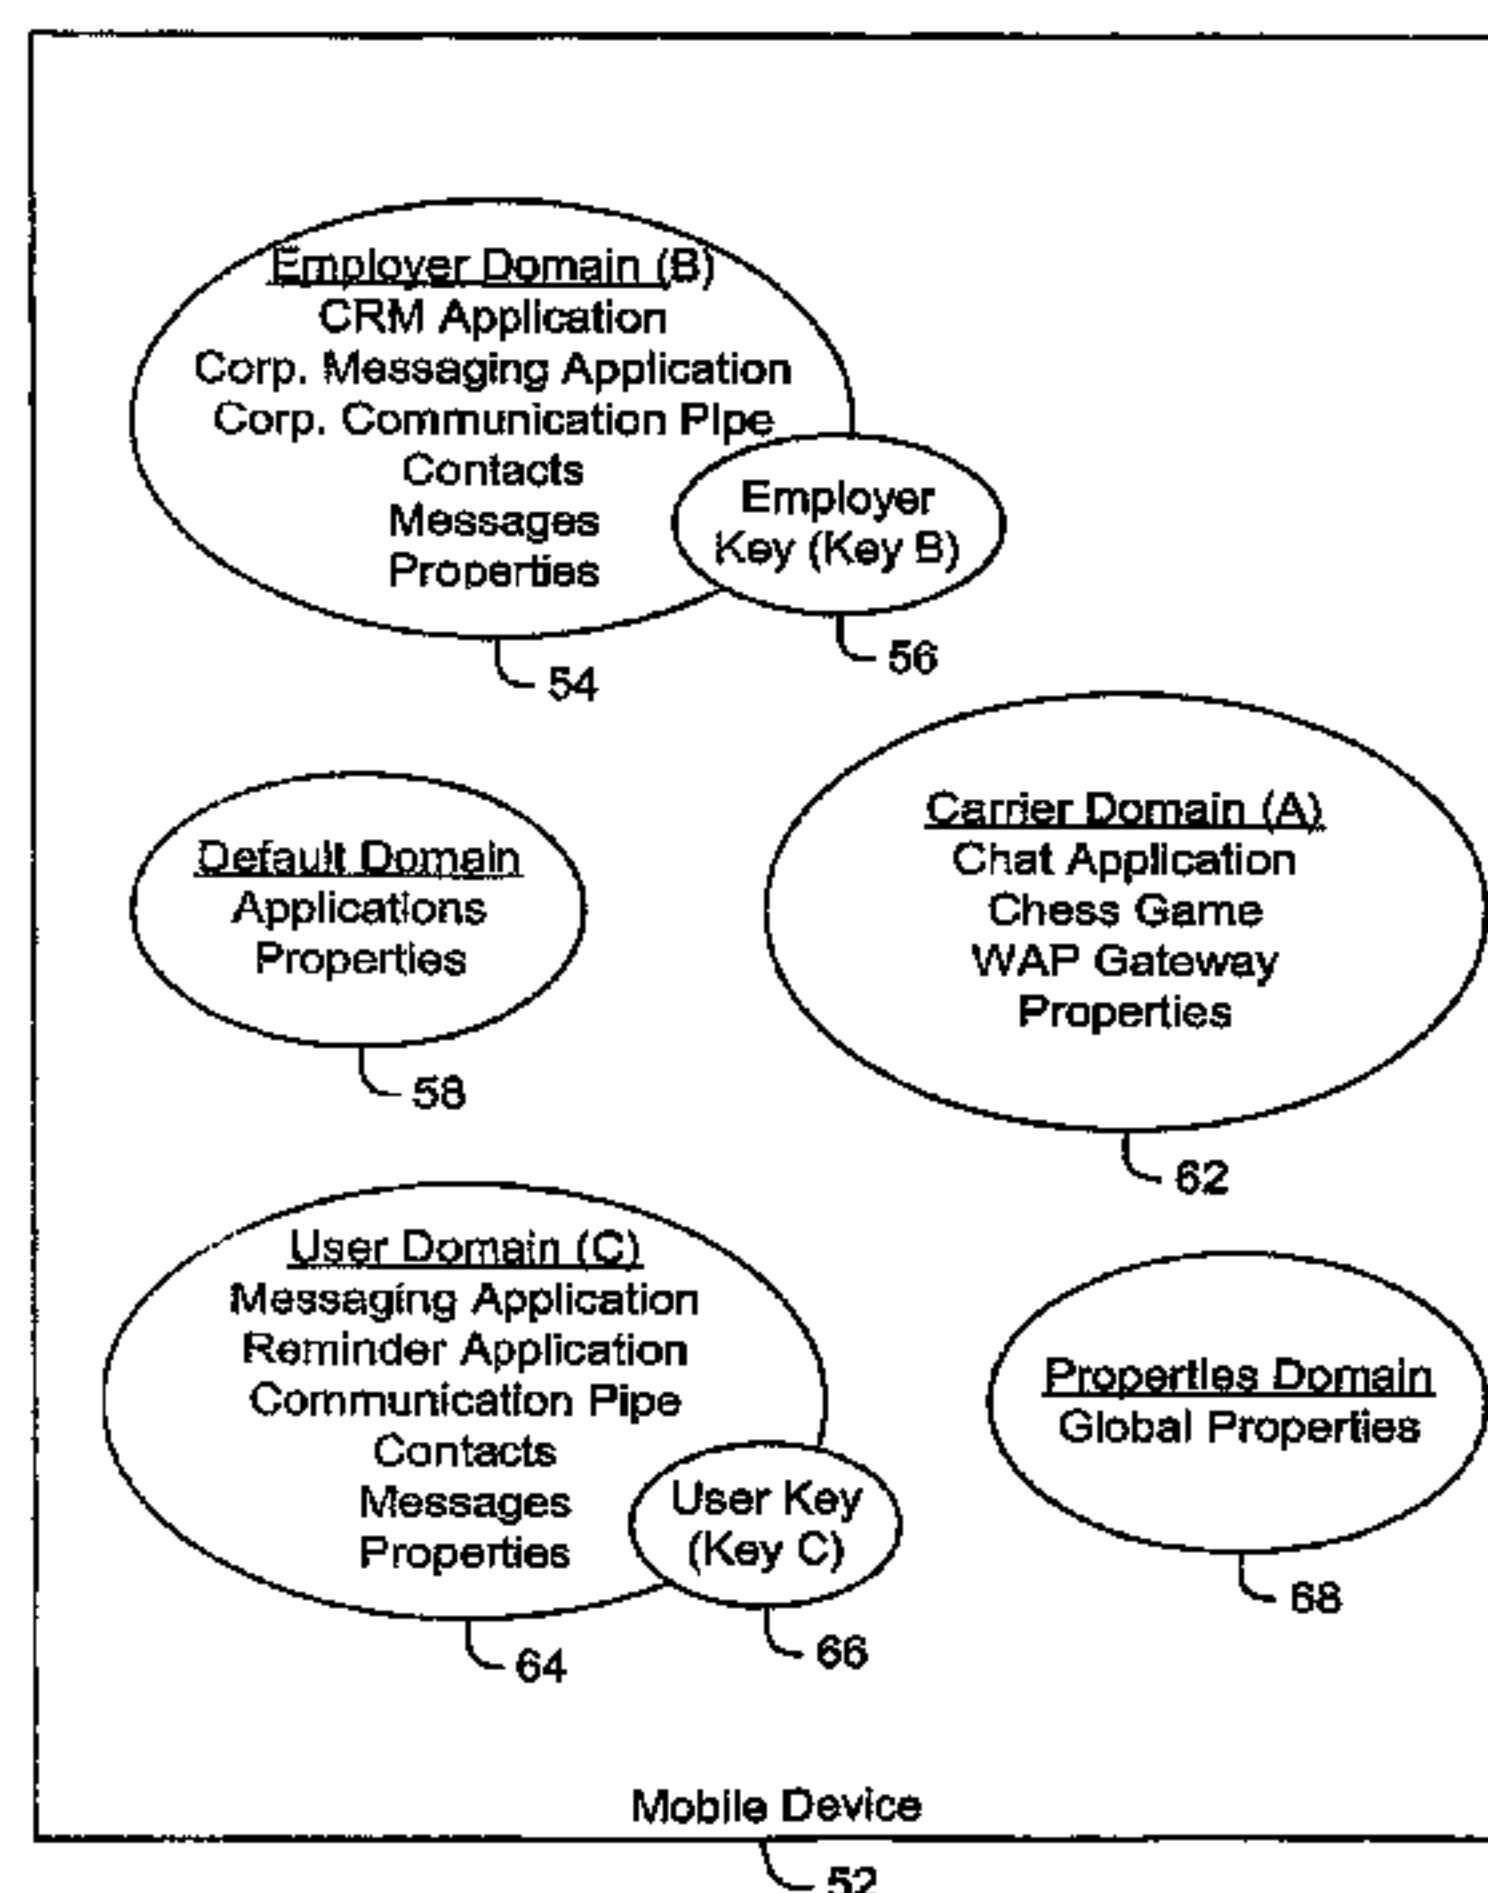 Employer Domain (B)
CRM Application
Corp. Messaging Application
Corp. Communication Pipe
Contacts
Messages
Properties
Employer
Key (Key B)
56
54
Default Domain
Applications
Properties
58
Carrier Domain (A)
Chat Application
Chess Game
WAP Gateway
Properties
62
User Domain (C)
Messaging Application
Reminder Application
Communication Pipe
Contacts
Messages
Properties
User Key
(Key C)
66
64
Properties Domain
Global Properties
68
Mobile Device
52